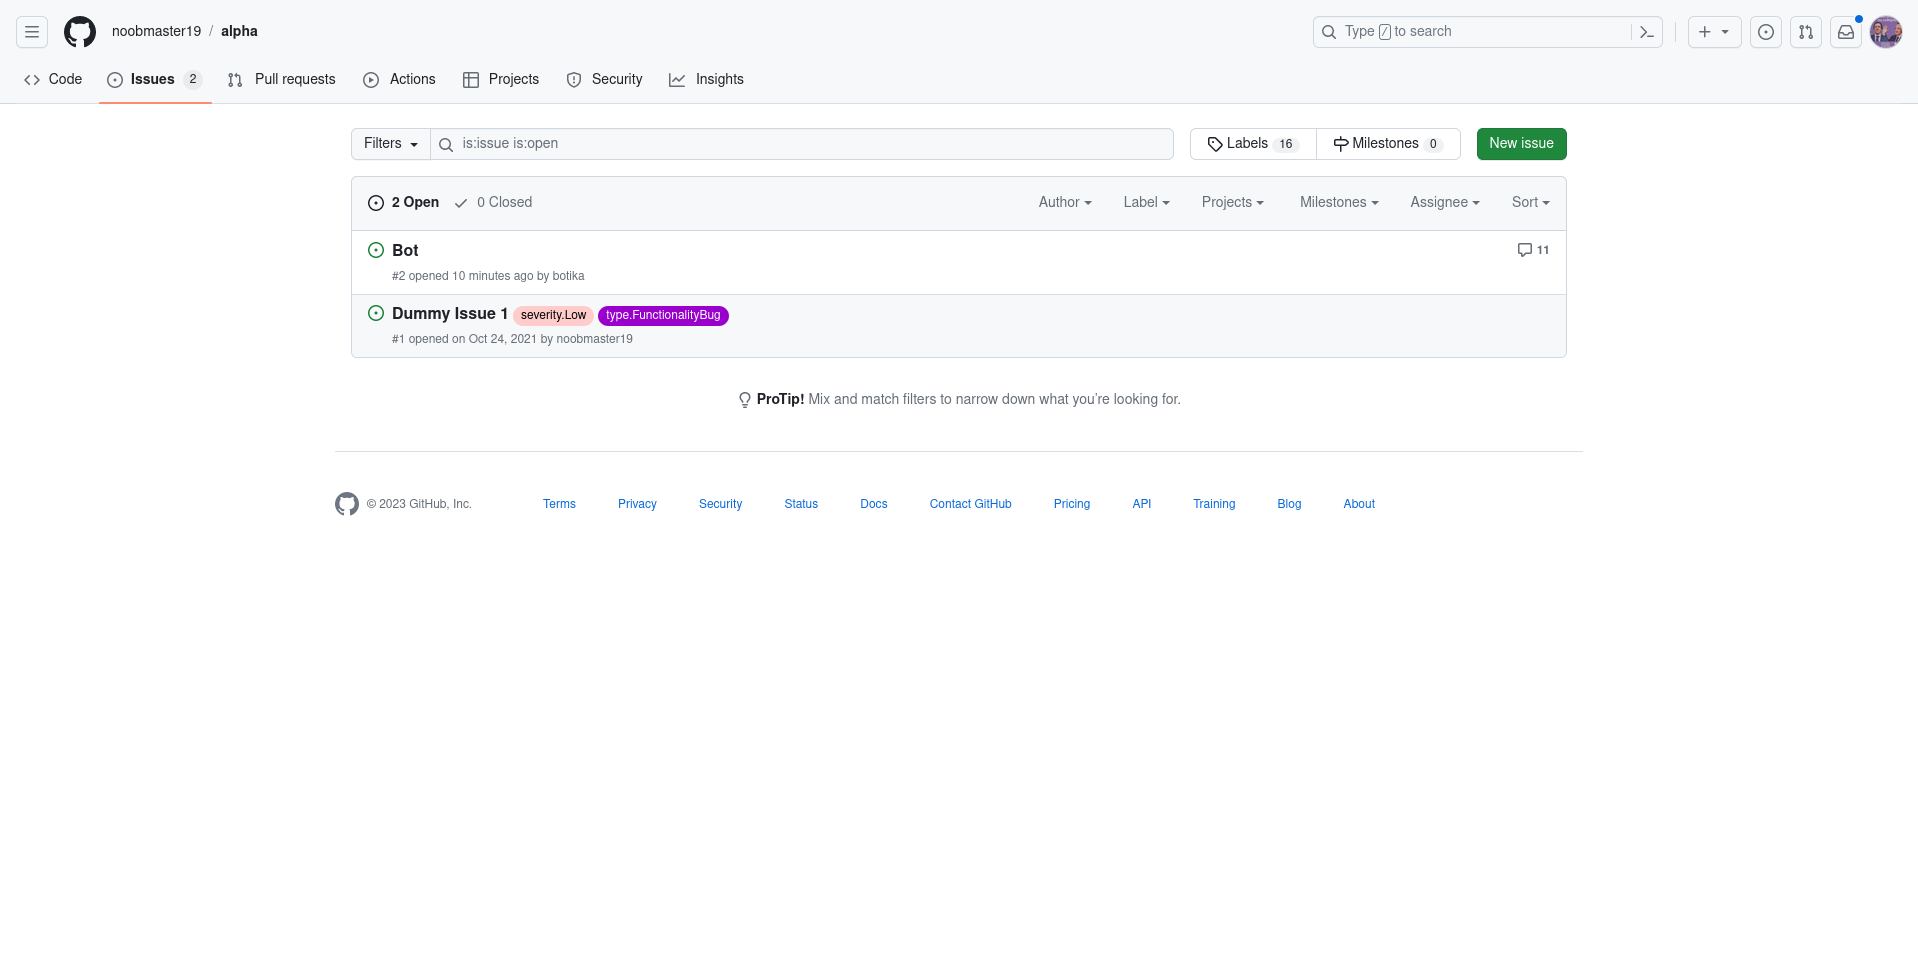 noobmaster19 / alpha
Type / to search
Code
Issues 2
Pull requests
Actions
Projects
Security
Insights
Filters
is:issue is:open
Labels 16
Milestones 0
New issue
2 Open
0 Closed
Author
Label
Projects
Milestones
Assignee
Sort
Bot
11
#2 opened 10 minutes ago by botika
Dummy Issue 1 severity.Low type.FunctionalityBug
#1 opened on Oct 24, 2021 by noobmaster19
ProTip! Mix and match filters to narrow down what you're looking for.
© 2023 GitHub, Inc.
Terms
Privacy
Security
Status
Docs
Contact GitHub
Pricing
API
Training
Blog
About